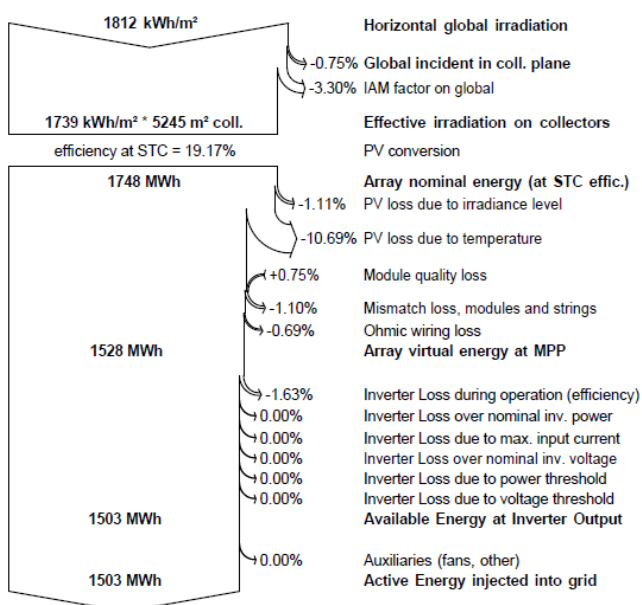 1812 kWh/m² Horizontal global irradiation
-0.75% Global incident in coll. plane
-3.30% IAM factor on global
1739 kWh/m² * 5245 m² coll. Effective irradiation on collectors
efficiency at STC = 19.17% PV conversion
1748 MWh Array nominal energy (at STC effic.)
-1.11% PV loss due to irradiance level
-10.69% PV loss due to temperature
+0.75% Module quality loss
-1.10% Mismatch loss, modules and strings
-0.69% Ohmic wiring loss
1528 MWh Array virtual energy at MPP
-1.63% Inverter Loss during operation (efficiency)
0.00% Inverter Loss over nominal inv. power
0.00% Inverter Loss due to max. input current
0.00% Inverter Loss over nominal inv. voltage
0.00% Inverter Loss due to power threshold
0.00% Inverter Loss due to voltage threshold
1503 MWh Available Energy at Inverter Output
0.00% Auxiliaries (fans, other)
1503 MWh Active Energy injected into grid